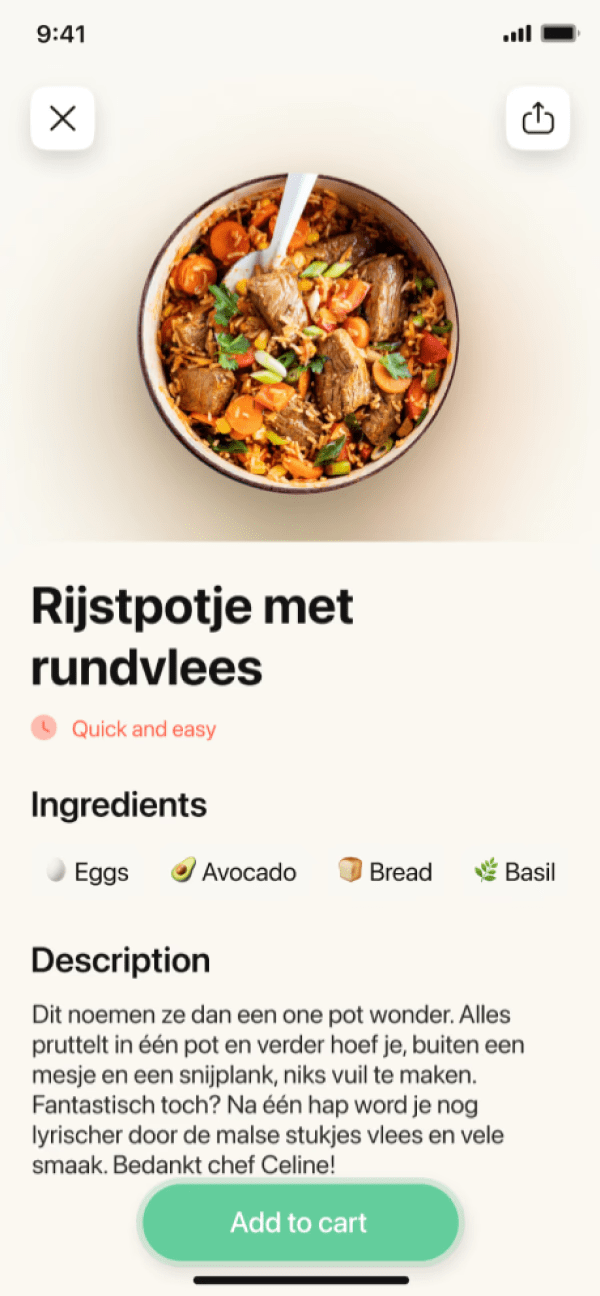 9:41
Rijstpotje met
rundvlees
Quick and easy
Ingredients
Eggs Avocado Bread Basil
Description
Dit noemen ze dan een one pot wonder. Alles
pruttelt in één pot en verder hoef je, buiten een
mesje en een snijplank, niks vuil te maken.
Fantastisch toch? Na één hap word je nog
lyrischer door de malse stukjes vlees en vele
smaak. Bedankt chef Celine!
Add to cart